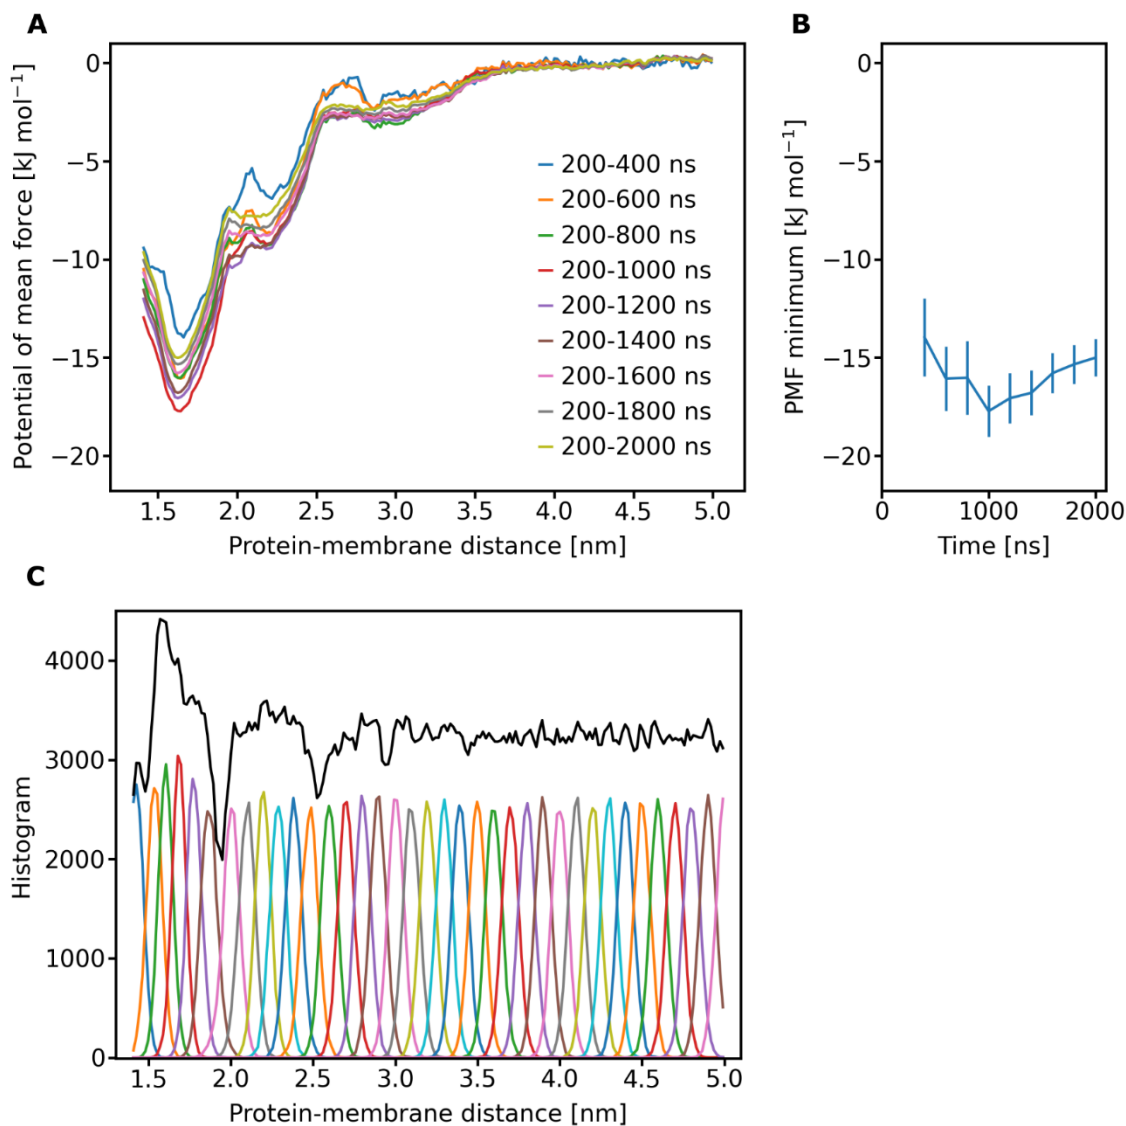 A
Potential of mean force [kJ mol⁻¹]
0
−5
−10
−15
−20
200-400 ns
200-600 ns
200-800 ns
200-1000 ns
200-1200 ns
200-1400 ns
200-1600 ns
200-1800 ns
200-2000 ns
1.5 2.0 2.5 3.0 3.5 4.0 4.5 5.0
Protein-membrane distance [nm]
B
PMF minimum [kJ mol⁻¹]
0
−5
−10
−15
−20
0 1000 2000
Time [ns]
C
Histogram
4000
3000
2000
1000
0
1.5 2.0 2.5 3.0 3.5 4.0 4.5 5.0
Protein-membrane distance [nm]